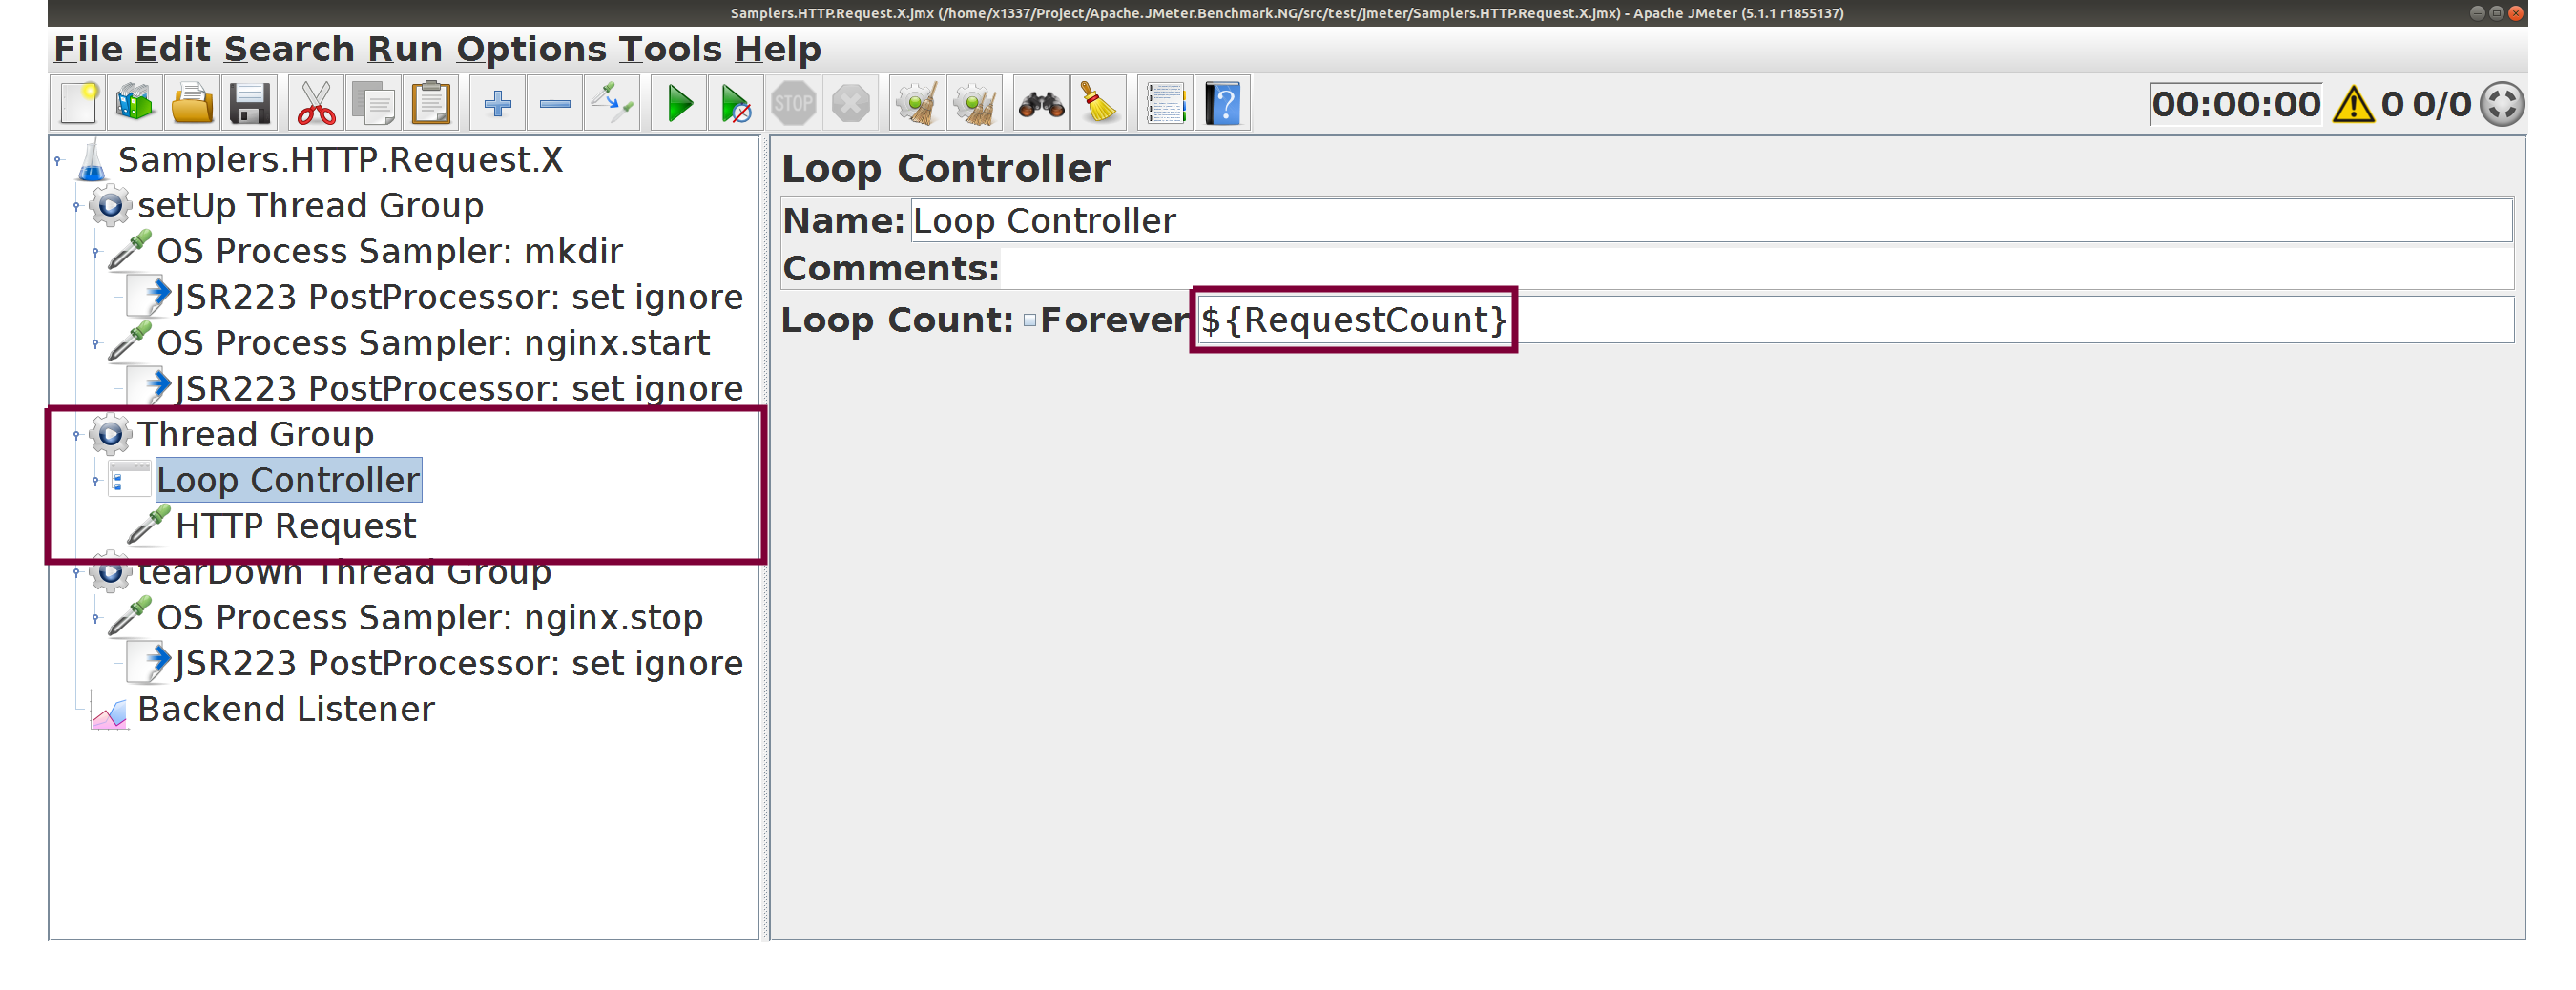 Samplers.HTTP.Request.X.jmx (/home/x1337/Project/Apache.JMeter.Benchmark.NG/src/test/jmeter/Samplers.HTTP.Request.X.jmx) - Apache JMeter (5.1.1 r1855137)
File Edit Search Run Options Tools Help
STOP
00:00:00 0 0/0
Samplers.HTTP.Request.X
setUp Thread Group
OS Process Sampler: mkdir
JSR223 PostProcessor: set ignore
OS Process Sampler: nginx.start
JSR223 PostProcessor: set ignore
Thread Group
Loop Controller
HTTP Request
tearDown Thread Group
OS Process Sampler: nginx.stop
JSR223 PostProcessor: set ignore
Backend Listener
Loop Controller
Name: Loop Controller
Comments:
Loop Count: Forever ${RequestCount}